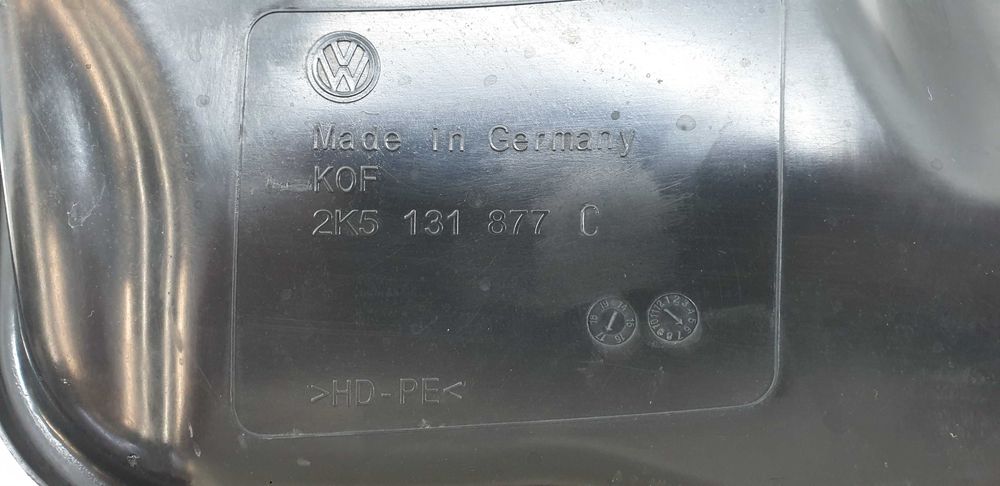 Made in Germany
KOF
2K5 131 877 C
>HD-PE<